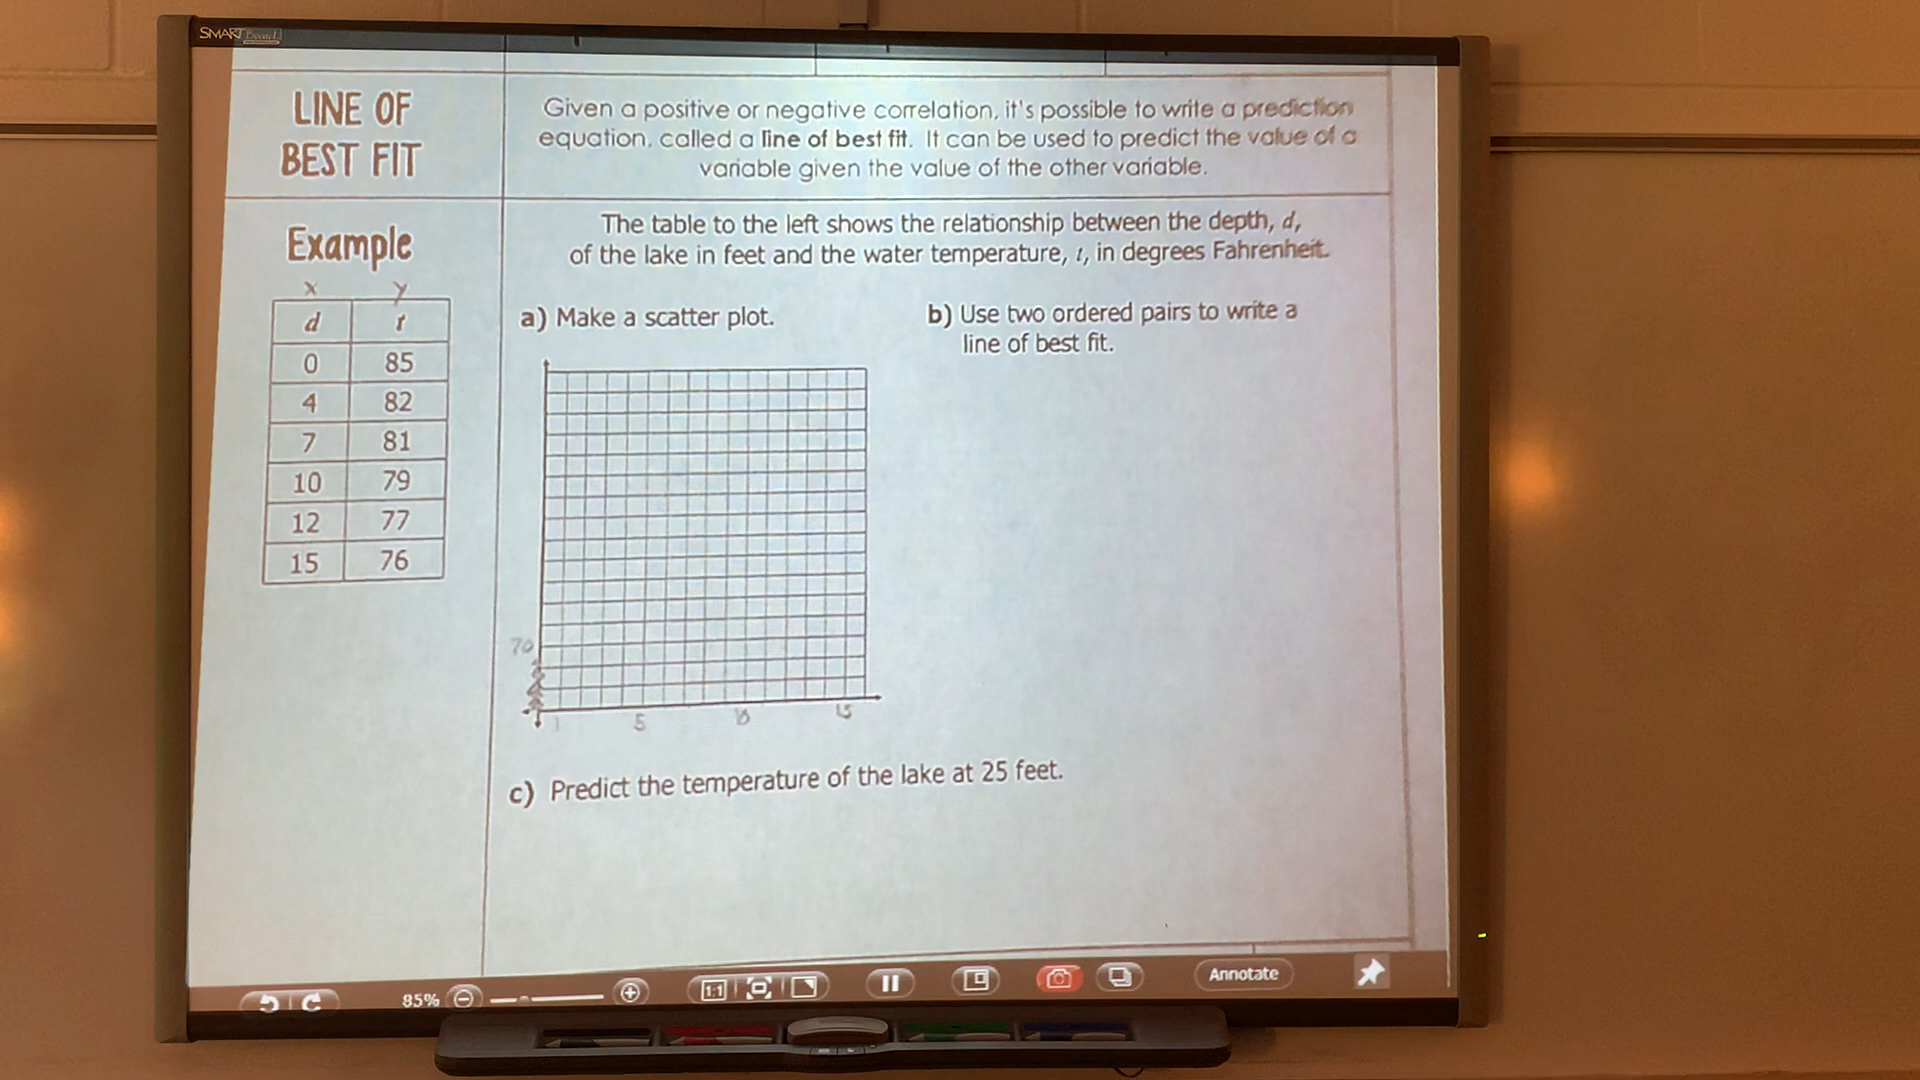 SMART Board
LINE OF
BEST FIT
Given a positive or negative correlation, it's possible to write a prediction
equation, called a line of best fit. It can be used to predict the value of a
variable given the value of the other variable.
Example
x y
d t
0 85
4 82
7 81
10 79
12 77
15 76
The table to the left shows the relationship between the depth, d,
of the lake in feet and the water temperature, t, in degrees Fahrenheit.
a) Make a scatter plot.
b) Use two ordered pairs to write a
line of best fit.
70
1 5 10 15
c) Predict the temperature of the lake at 25 feet.
85%
1:1
Annotate